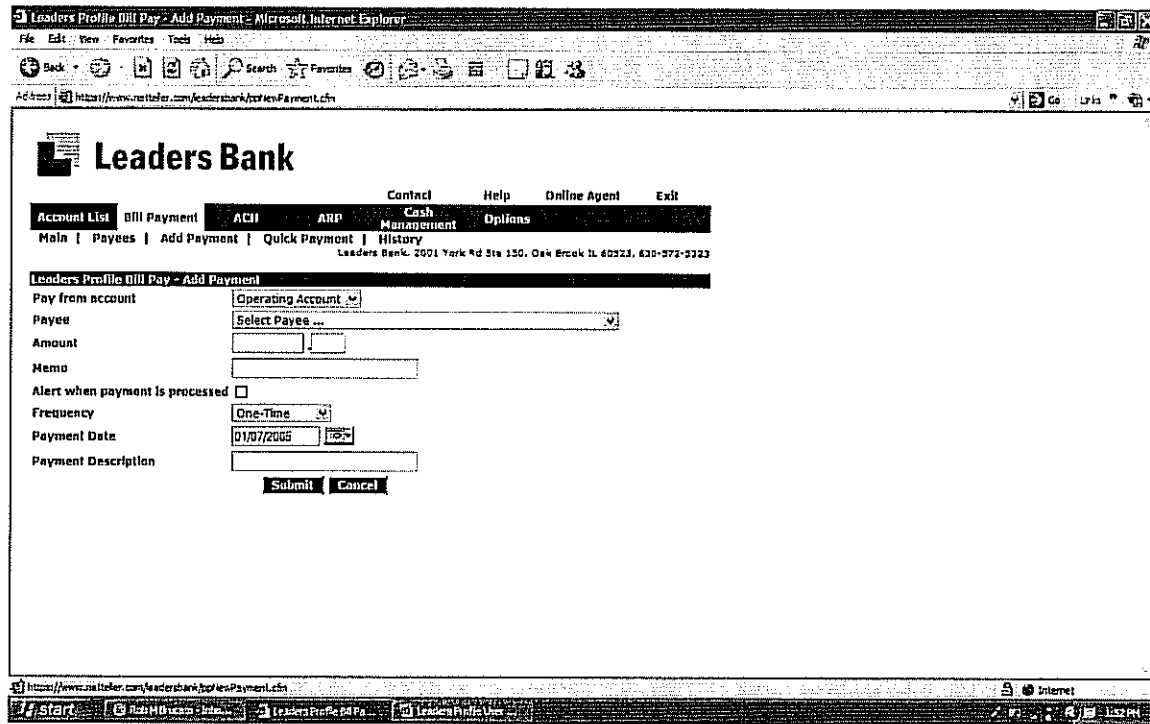 Leaders Profile Bill Pay - Add Payment - Microsoft Internet Explorer
File Edit View Favorites Tools Help
Back Search Favorites
Address https://www.netteller.com/leadersbank/bpNewPayment.cfm Go Links
Leaders Bank
Contact Help Online Agent Exit
Account List Bill Payment ACH ARP Cash Management Options
Main | Payees | Add Payment | Quick Payment | History
Leaders Bank, 2001 York Rd Ste 150, Oak Brook IL 60523, 630-572-5323
Leaders Profile Bill Pay - Add Payment
Pay from account Operating Account
Payee Select Payee ...
Amount .
Memo
Alert when payment is processed
Frequency One-Time
Payment Date 01/07/2005
Payment Description
Submit Cancel
https://www.netteller.com/leadersbank/bpNewPayment.cfm Internet
start Leaders Profile Bill Pa... Leaders Profile User ... 1:52 PM